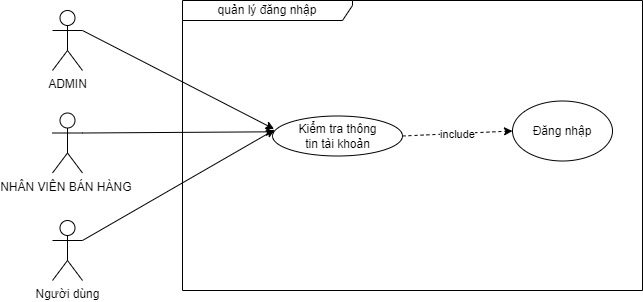 quản lý đăng nhập
ADMIN
Kiểm tra thông
tin tài khoản
include
Đăng nhập
NHÂN VIÊN BÁN HÀNG
Người dùng